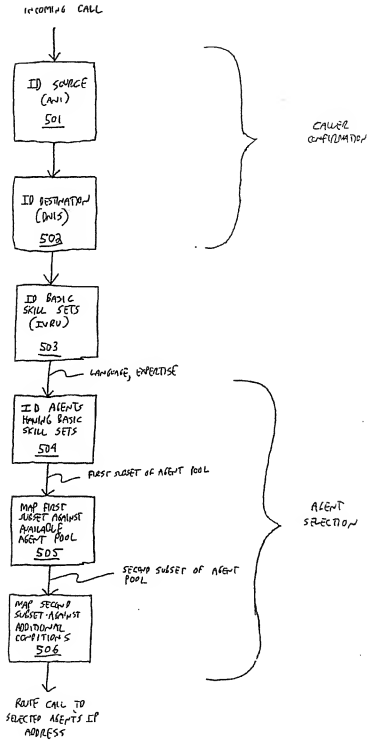 INCOMING CALL
ID SOURCE
(ANI)
501
CALLER
CONFIRMATION
ID DESTINATION
(DNIS)
502
ID BASIC
SKILL SETS
(IVRU)
503
LANGUAGE, EXPERTISE
ID AGENTS
HAVING BASIC
SKILL SETS
504
FIRST SUBSET OF AGENT POOL
MAP FIRST
SUBSET AGAINST
AVAILABLE
AGENT POOL
505
AGENT
SELECTION
SECOND SUBSET OF AGENT
POOL
MAP SECOND
SUBSET AGAINST
ADDITIONAL
CONDITIONS
506
ROUTE CALL TO
SELECTED AGENT'S IP
ADDRESS